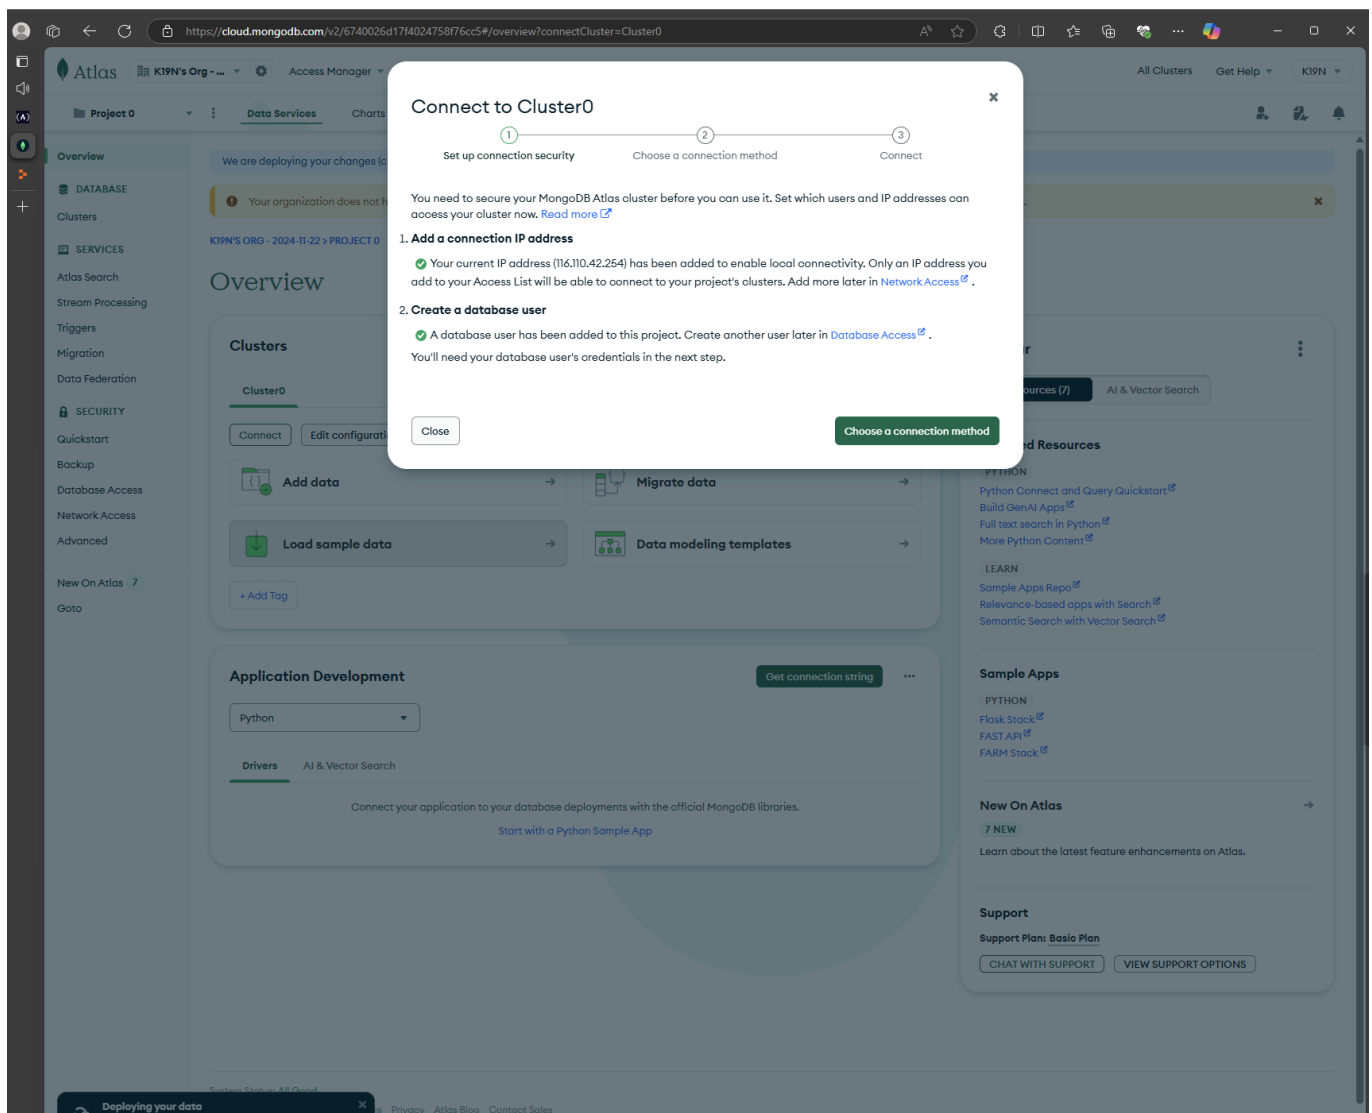 https://cloud.mongodb.com/v2/6740026d17f4024758f76cc5#/overview?connectCluster=Cluster0
Atlas
K19N's Org - ...
Access Manager
All Clusters
Get Help
K19N
Project 0
Data Services
Charts
Overview
DATABASE
Clusters
SERVICES
Atlas Search
Stream Processing
Triggers
Migration
Data Federation
SECURITY
Quickstart
Backup
Database Access
Network Access
Advanced
New On Atlas 7
Goto
We are deploying your changes (c
Your organization does not h
K19N'S ORG - 2024-11-22 > PROJECT 0
Overview
Connect to Cluster0
1
2
3
Set up connection security
Choose a connection method
Connect
You need to secure your MongoDB Atlas cluster before you can use it. Set which users and IP addresses can
access your cluster now. Read more
1. Add a connection IP address
Your current IP address (116.110.42.254) has been added to enable local connectivity. Only an IP address you
add to your Access List will be able to connect to your project's clusters. Add more later in Network Access .
2. Create a database user
A database user has been added to this project. Create another user later in Database Access .
You'll need your database user's credentials in the next step.
Close
Choose a connection method
Clusters
Cluster0
Connect
Edit configurati
Add data
Migrate data
Load sample data
Data modeling templates
+ Add Tag
Application Development
Get connection string
Python
Drivers
AI & Vector Search
Connect your application to your database deployments with the official MongoDB libraries.
Start with a Python Sample App
ources (7)
AI & Vector Search
ed Resources
PYTHON
Python Connect and Query Quickstart
Build GenAI Apps
Full text search in Python
More Python Content
LEARN
Sample Apps Repo
Relevance-based apps with Search
Semantic Search with Vector Search
Sample Apps
PYTHON
Flask Stack
FAST API
FARM Stack
New On Atlas
7 NEW
Learn about the latest feature enhancements on Atlas.
Support
Support Plan: Basic Plan
CHAT WITH SUPPORT
VIEW SUPPORT OPTIONS
System Status: All Good
Deploying your data
Privacy
Atlas Blog
Contact Sales